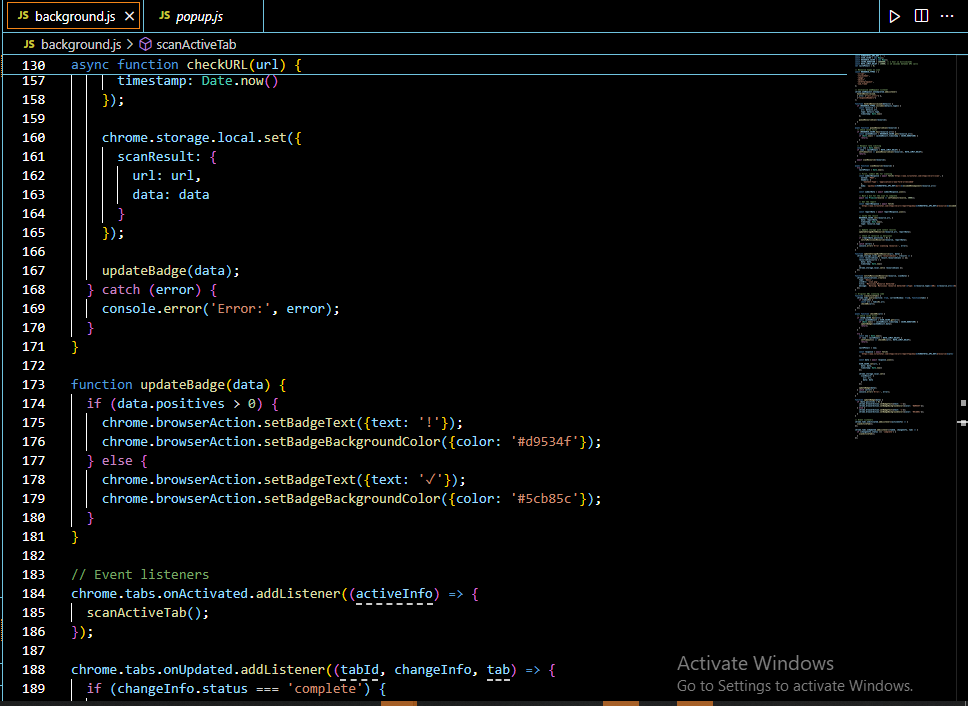 JS background.js ×
JS popup.js
JS background.js > scanActiveTab
130 async function checkURL(url) {
157 timestamp: Date.now()
158 });
159
160 chrome.storage.local.set({
161 scanResult: {
162 url: url,
163 data: data
164 }
165 });
166
167 updateBadge(data);
168 } catch (error) {
169 console.error('Error:', error);
170 }
171 }
172
173 function updateBadge(data) {
174 if (data.positives > 0) {
175 chrome.browserAction.setBadgeText({text: '!'});
176 chrome.browserAction.setBadgeBackgroundColor({color: '#d9534f'});
177 } else {
178 chrome.browserAction.setBadgeText({text: '✓'});
179 chrome.browserAction.setBadgeBackgroundColor({color: '#5cb85c'});
180 }
181 }
182
183 // Event listeners
184 chrome.tabs.onActivated.addListener((activeInfo) => {
185 scanActiveTab();
186 });
187
188 chrome.tabs.onUpdated.addListener((tabId, changeInfo, tab) => {
189 if (changeInfo.status === 'complete') {
Activate Windows
Go to Settings to activate Windows.